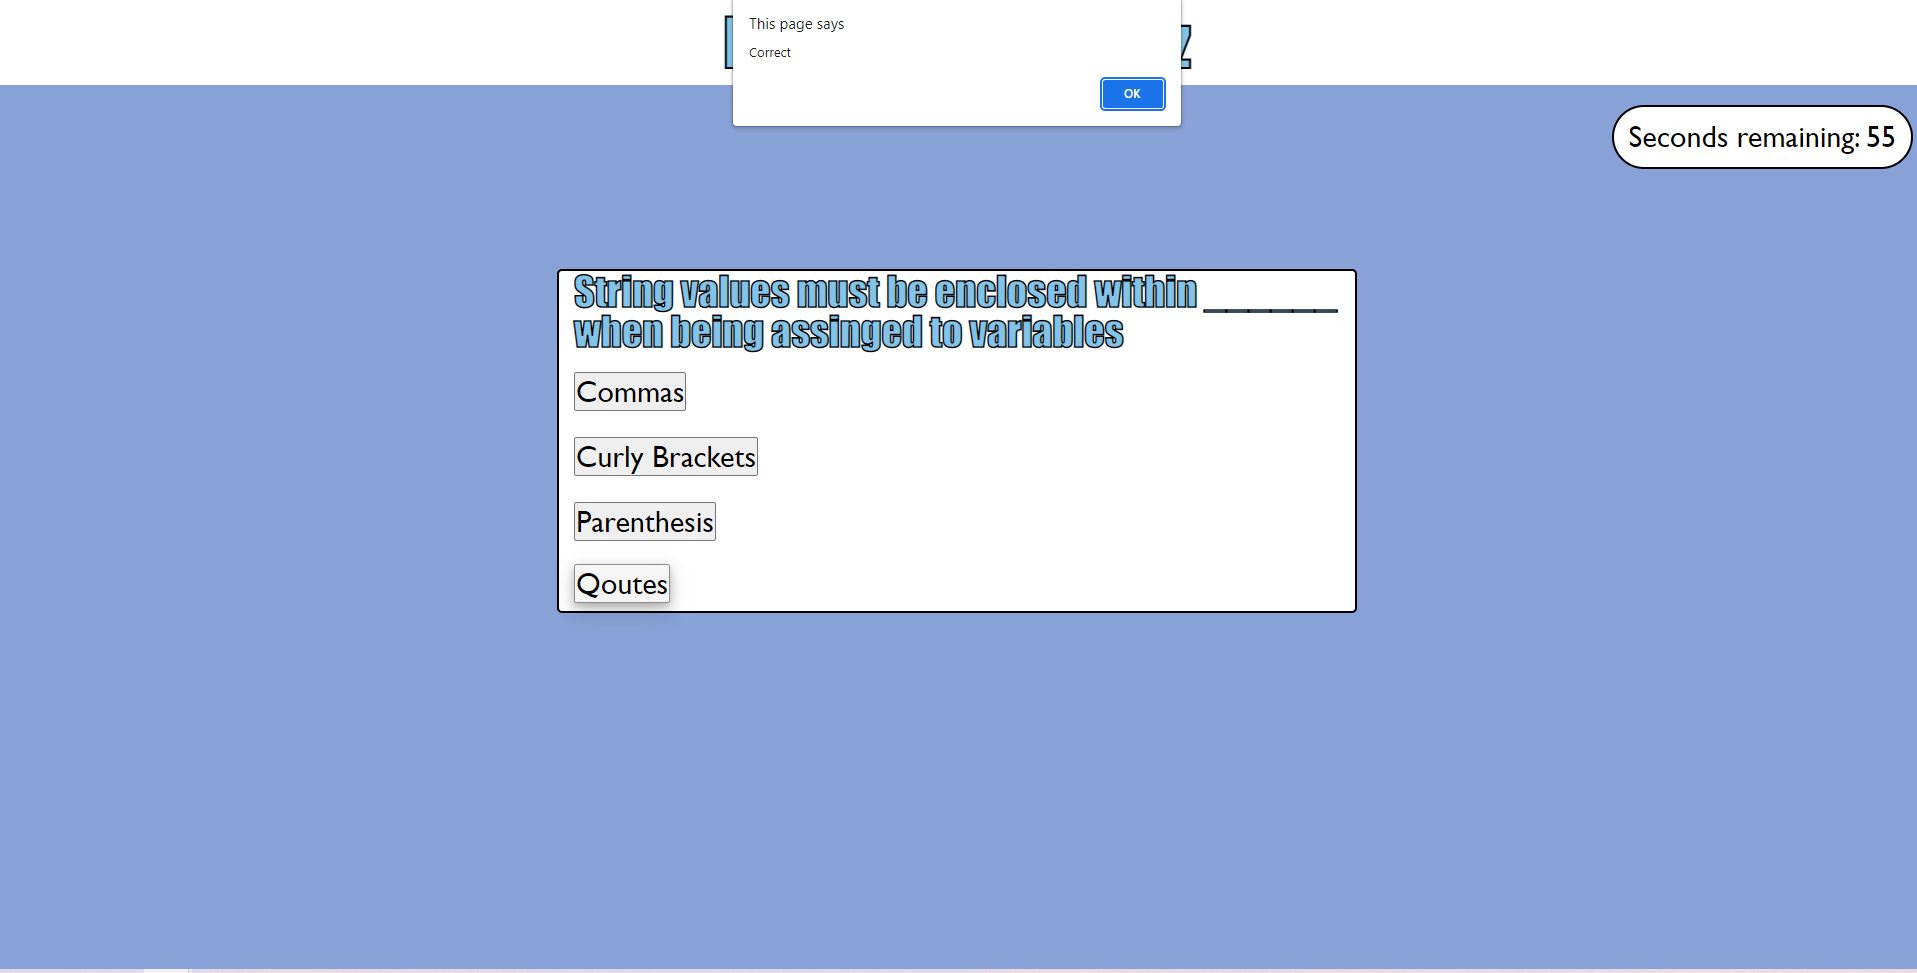 This page says
Correct
OK
Seconds remaining: 55
String values must be enclosed within ______
when being assinged to variables
Commas
Curly Brackets
Parenthesis
Qoutes